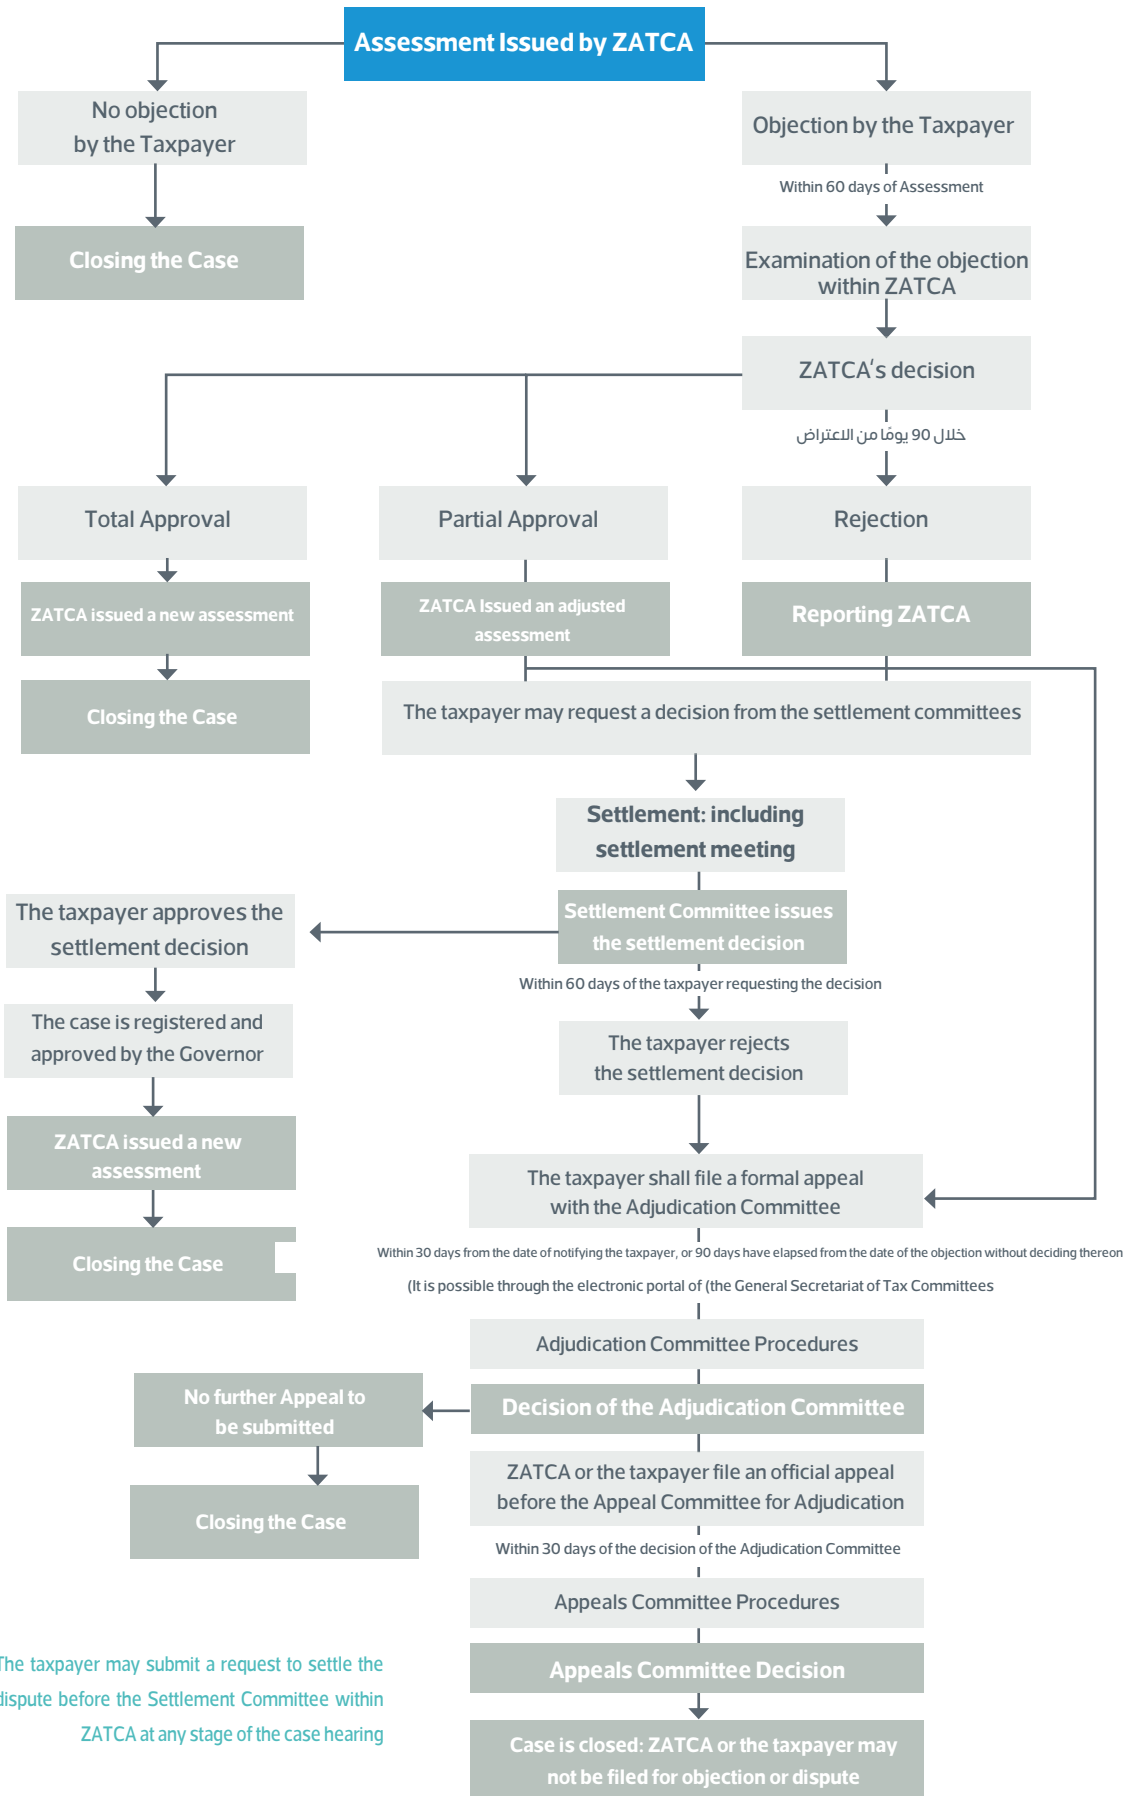 Assessment Issued by ZATCA
No objection
by the Taxpayer
Objection by the Taxpayer
Within 60 days of Assessment
Closing the Case
Examination of the objection
within ZATCA
ZATCA's decision
خلال 90 يومًا من الاعتراض
Total Approval
Partial Approval
Rejection
ZATCA issued a new assessment
ZATCA Issued an adjusted
assessment
Reporting ZATCA
Closing the Case
The taxpayer may request a decision from the settlement committees
Settlement: including
settlement meeting
Settlement Committee issues
the settlement decision
The taxpayer approves the
settlement decision
Within 60 days of the taxpayer requesting the decision
The case is registered and
approved by the Governor
The taxpayer rejects
the settlement decision
ZATCA issued a new
assessment
The taxpayer shall file a formal appeal
with the Adjudication Committee
Closing the Case
Within 30 days from the date of notifying the taxpayer, or 90 days have elapsed from the date of the objection without deciding thereon
(It is possible through the electronic portal of (the General Secretariat of Tax Committees
Adjudication Committee Procedures
Decision of the Adjudication Committee
No further Appeal to
be submitted
ZATCA or the taxpayer file an official appeal
before the Appeal Committee for Adjudication
Closing the Case
Within 30 days of the decision of the Adjudication Committee
Appeals Committee Procedures
Appeals Committee Decision
The taxpayer may submit a request to settle the
dispute before the Settlement Committee within
ZATCA at any stage of the case hearing
Case is closed: ZATCA or the taxpayer may
not be filed for objection or dispute